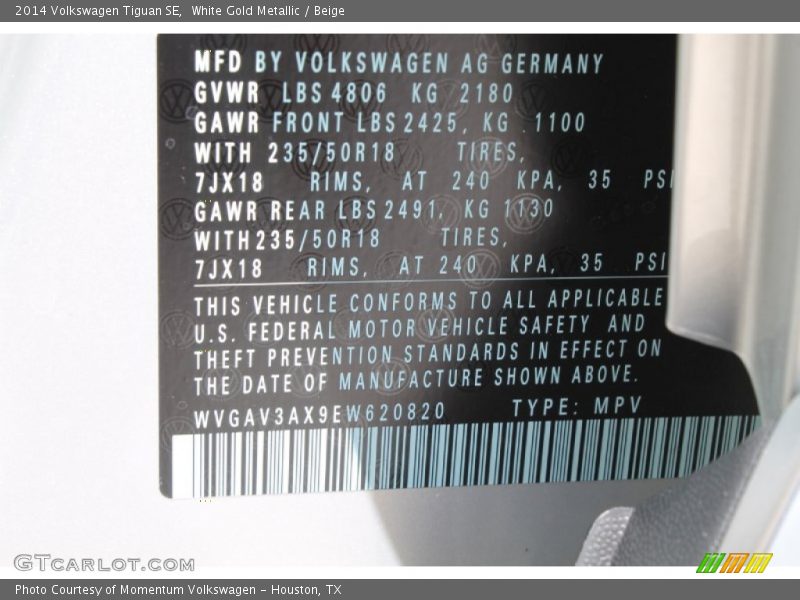 2014 Volkswagen Tiguan SE,  White Gold Metallic / Beige
MFD BY VOLKSWAGEN AG GERMANY
GVWR LBS 4806 KG 2180
GAWR FRONT LBS 2425, KG 1100
WITH 235/50R18 TIRES,
7JX18 RIMS, AT 240 KPA, 35 PSI
GAWR REAR LBS 2491, KG 1130
WITH235/50R18 TIRES,
7JX18 RIMS, AT 240 KPA, 35 PSI
THIS VEHICLE CONFORMS TO ALL APPLICABLE
U.S. FEDERAL MOTOR VEHICLE SAFETY AND
THEFT PREVENTION STANDARDS IN EFFECT ON
THE DATE OF MANUFACTURE SHOWN ABOVE.
WVGAV3AX9EW620820 TYPE: MPV
GTCARLOT.COM
Photo Courtesy of Momentum Volkswagen - Houston, TX